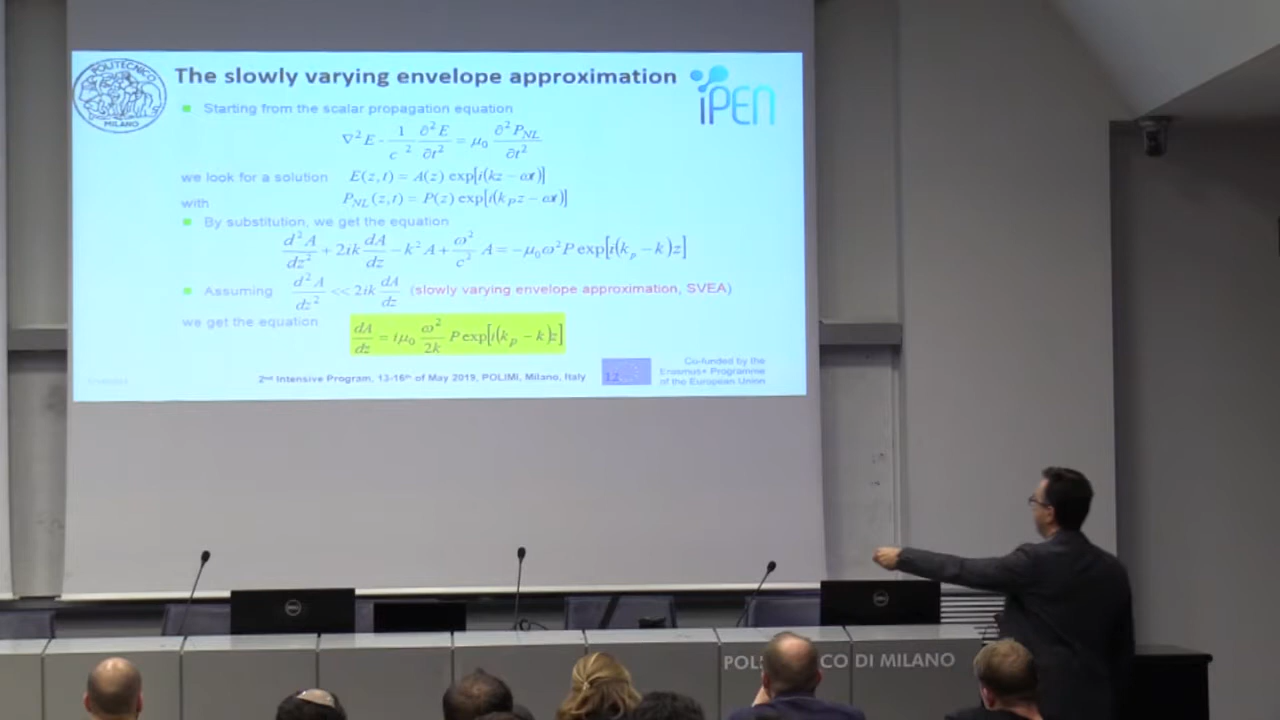 POLITECNICO
MILANO
The slowly varying envelope approximation
iPEN
Starting from the scalar propagation equation
∇²E - 1/c² ∂²E/∂t² = μ₀ ∂²P_NL/∂t²
we look for a solution E(z,t) = A(z) exp[i(kz − ωt)]
with P_NL(z,t) = P(z) exp[i(k_P z − ωt)]
By substitution, we get the equation
d²A/dz² + 2ik dA/dz − k²A + ω²/c² A = −μ₀ω²P exp[i(k_p − k)z]
Assuming d²A/dz² << 2ik dA/dz (slowly varying envelope approximation, SVEA)
we get the equation dA/dz = iμ₀ ω²/2k P exp[i(k_p − k)z]
2nd Intensive Program, 13-16th of May 2019, POLIMI, Milano, Italy
12
Co-funded by the
Erasmus+ Programme
of the European Union
DELL
DELL
POL CO DI MILANO